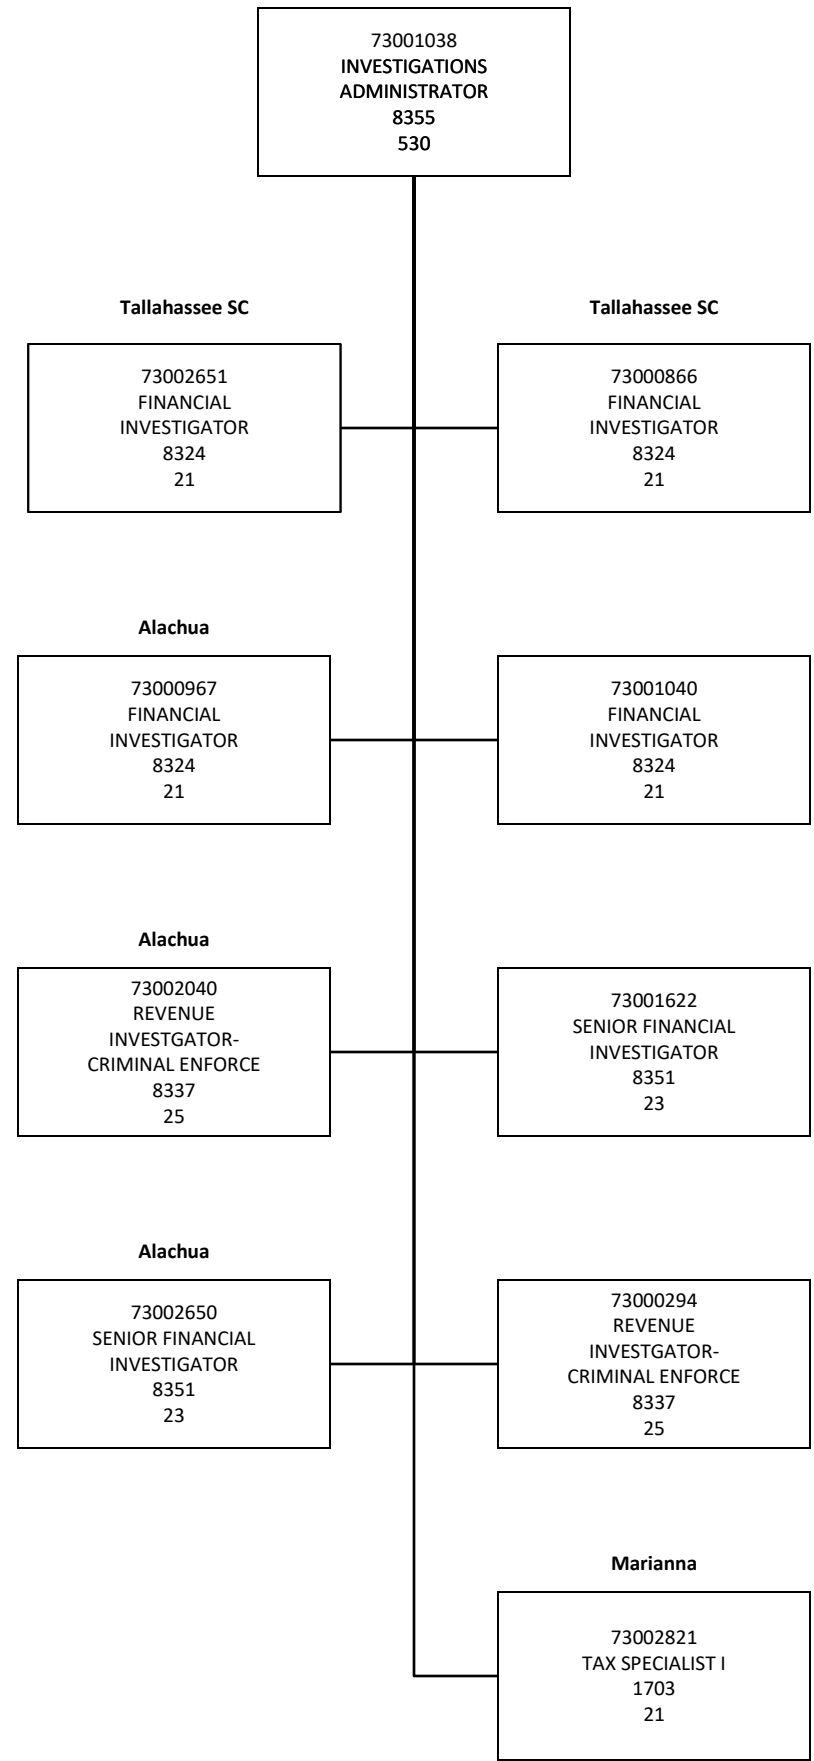 73001038
INVESTIGATIONS
ADMINISTRATOR
8355
530
Tallahassee SC
73002651
FINANCIAL
INVESTIGATOR
8324
21
Tallahassee SC
73000866
FINANCIAL
INVESTIGATOR
8324
21
Alachua
73000967
FINANCIAL
INVESTIGATOR
8324
21
73001040
FINANCIAL
INVESTIGATOR
8324
21
Alachua
73002040
REVENUE
INVESTGATOR-
CRIMINAL ENFORCE
8337
25
73001622
SENIOR FINANCIAL
INVESTIGATOR
8351
23
Alachua
73002650
SENIOR FINANCIAL
INVESTIGATOR
8351
23
73000294
REVENUE
INVESTGATOR-
CRIMINAL ENFORCE
8337
25
Marianna
73002821
TAX SPECIALIST I
1703
21